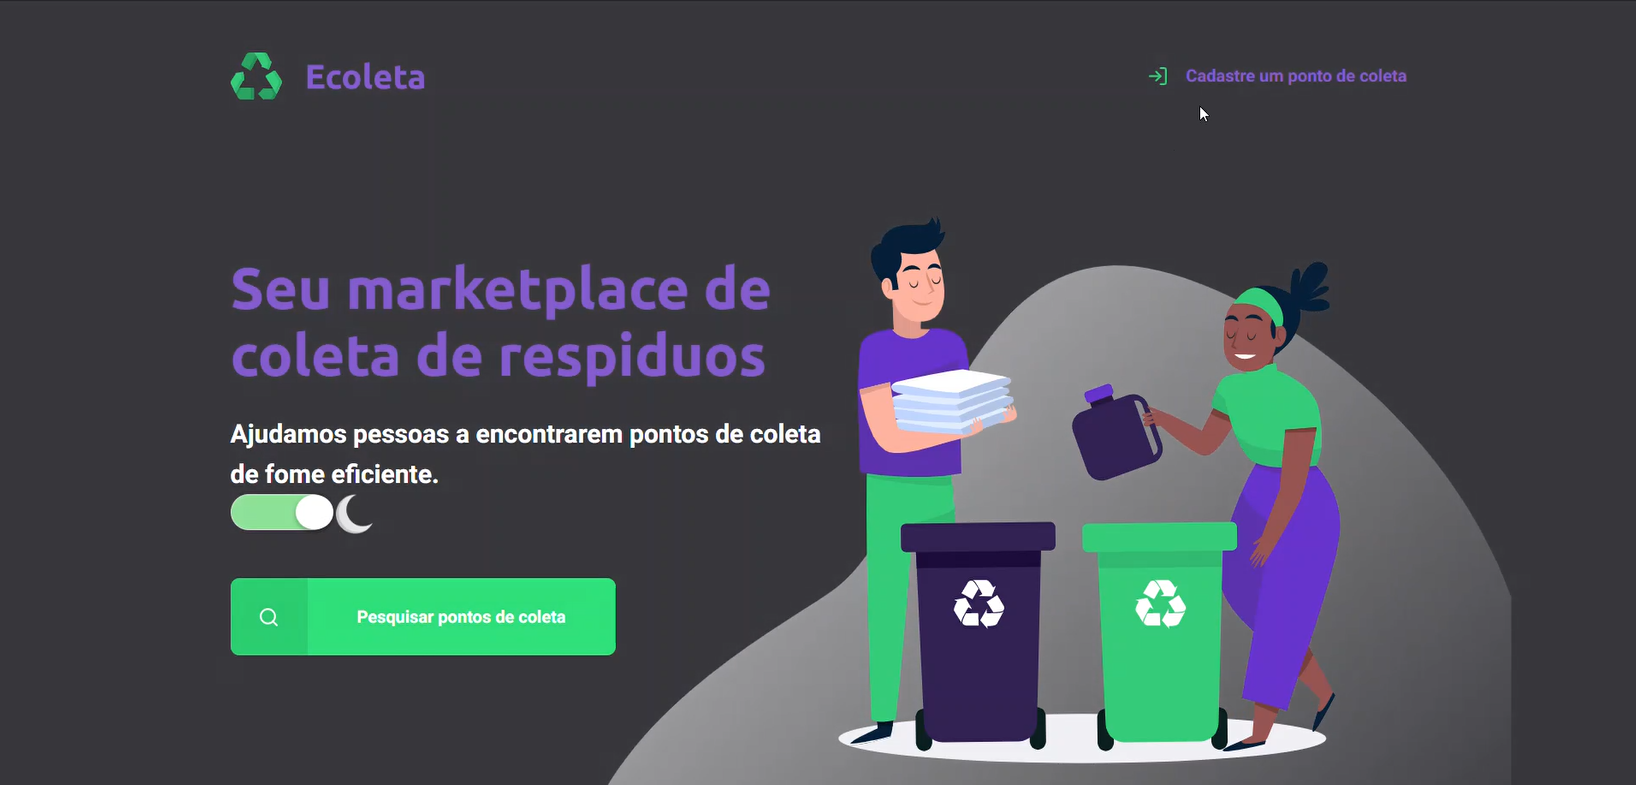 Ecoleta
Cadastre um ponto de coleta
Seu marketplace de
coleta de respiduos
Ajudamos pessoas a encontrarem pontos de coleta
de fome eficiente.
Pesquisar pontos de coleta